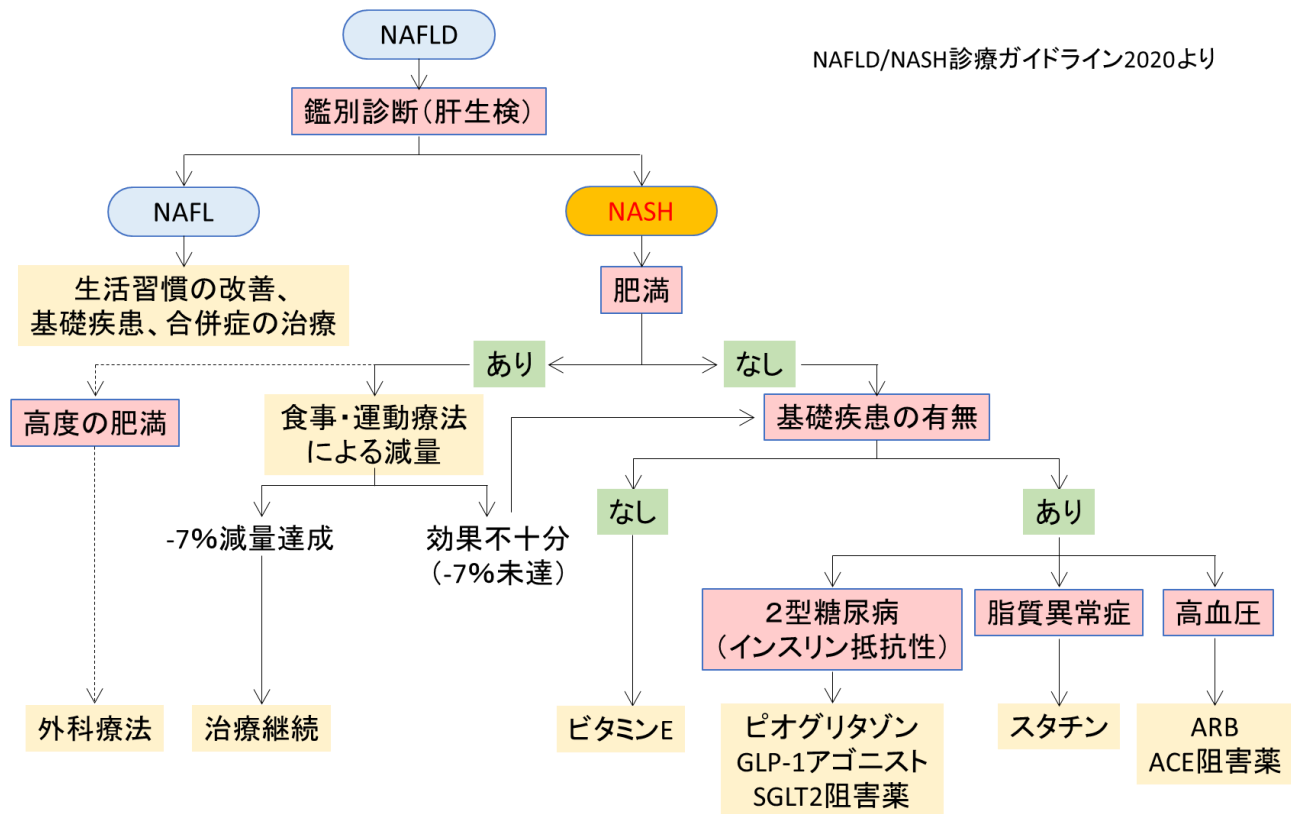 NAFLD
NAFLD/NASH診療ガイドライン2020より
鑑別診断（肝生検）
NAFL
NASH
生活習慣の改善、
基礎疾患、合併症の治療
肥満
あり
なし
高度の肥満
食事・運動療法
による減量
基礎疾患の有無
-7%減量達成
効果不十分
（-7%未達）
なし
あり
２型糖尿病
（インスリン抵抗性）
脂質異常症
高血圧
外科療法
治療継続
ビタミンE
ピオグリタゾン
GLP-1アゴニスト
SGLT2阻害薬
スタチン
ARB
ACE阻害薬